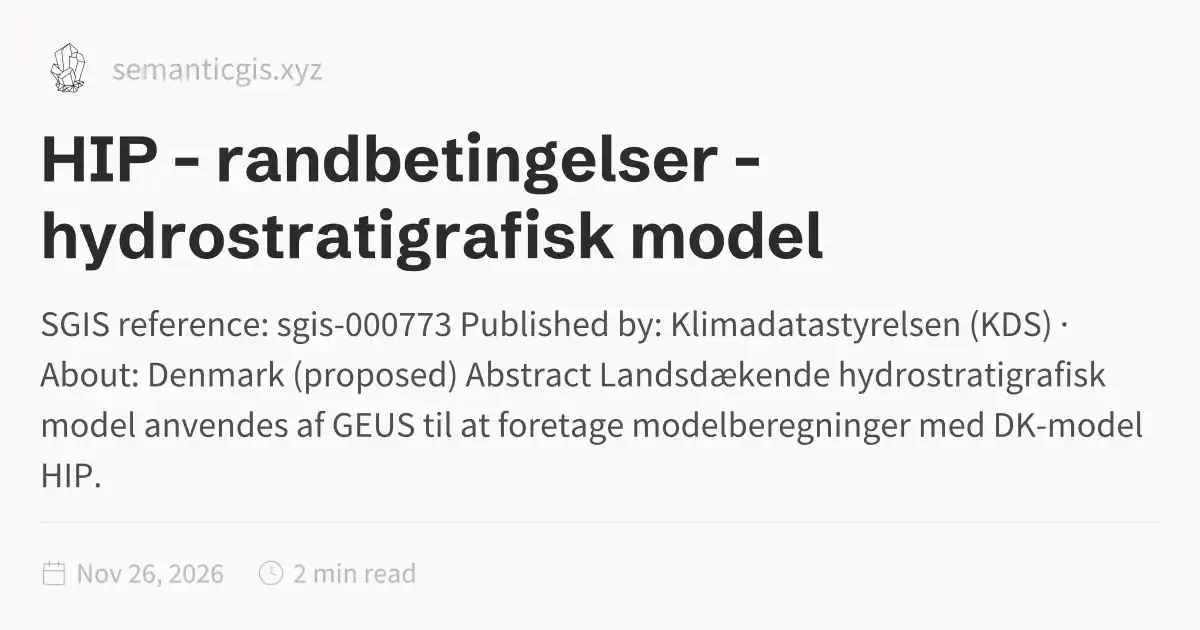 semanticgis.xyz
HIP - randbetingelser -
hydrostratigrafisk model
SGIS reference: sgis-000773 Published by: Klimadatastyrelsen (KDS) ·
About: Denmark (proposed) Abstract Landsdækende hydrostratigrafisk
model anvendes af GEUS til at foretage modelberegninger med DK-model
HIP.
Nov 26, 2026 2 min read